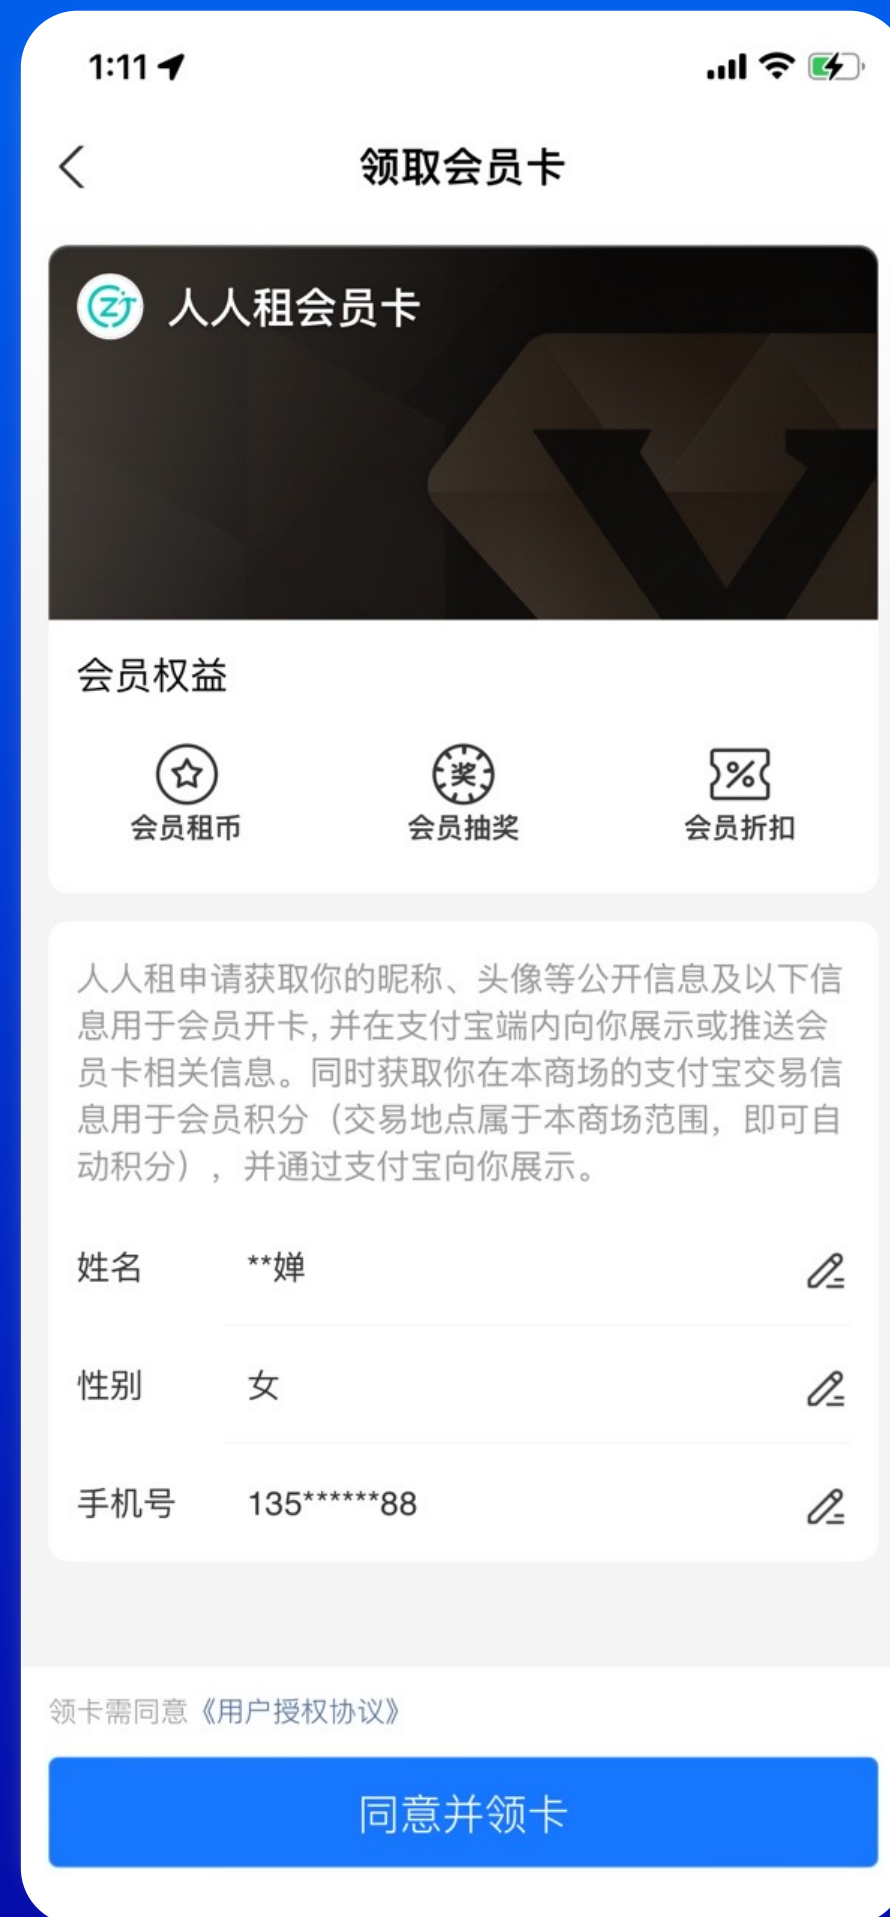 1:11
领取会员卡
人人租会员卡
会员权益
奖
%
会员租币 会员抽奖 会员折扣
人人租申请获取你的昵称、头像等公开信息及以下信
息用于会员开卡, 并在支付宝端内向你展示或推送会
员卡相关信息。同时获取你在本商场的支付宝交易信
息用于会员积分（交易地点属于本商场范围，即可自
动积分），并通过支付宝向你展示。
姓名 **婵
性别 女
手机号 135******88
领卡需同意《用户授权协议》
同意并领卡